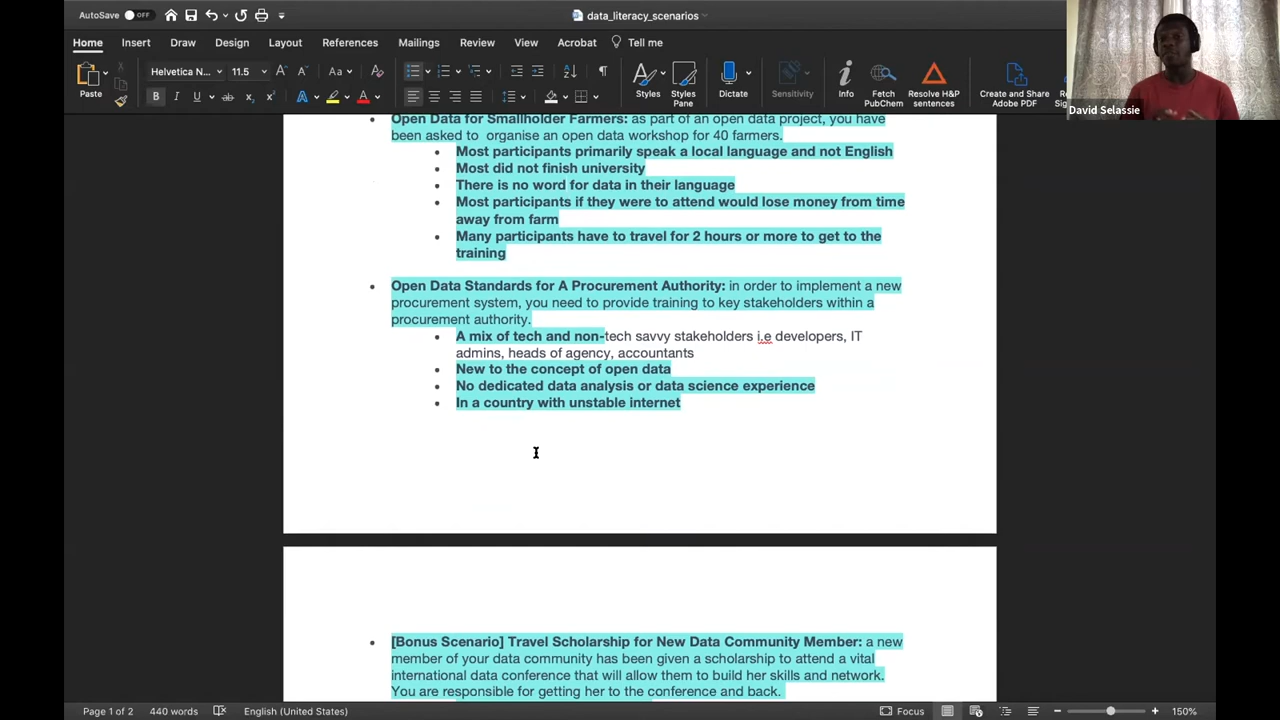 AutoSave OFF data_literacy_scenarios
Home Insert Draw Design Layout References Mailings Review View Acrobat Tell me
Paste Helvetica N... 11.5 A A Aa A Styles Styles Pane Dictate Sensitivity Info Fetch PubChem Resolve H&P sentences Create and Share Adobe PDF
B I U ab x₂ x² A A
David Selassie
• Open Data for Smallholder Farmers: as part of an open data project, you have
been asked to organise an open data workshop for 40 farmers.
• Most participants primarily speak a local language and not English
• Most did not finish university
• There is no word for data in their language
• Most participants if they were to attend would lose money from time
away from farm
• Many participants have to travel for 2 hours or more to get to the
training
• Open Data Standards for A Procurement Authority: in order to implement a new
procurement system, you need to provide training to key stakeholders within a
procurement authority.
• A mix of tech and non-tech savvy stakeholders i.e developers, IT
admins, heads of agency, accountants
• New to the concept of open data
• No dedicated data analysis or data science experience
• In a country with unstable internet
• [Bonus Scenario] Travel Scholarship for New Data Community Member: a new
member of your data community has been given a scholarship to attend a vital
international data conference that will allow them to build her skills and network.
You are responsible for getting her to the conference and back.
Page 1 of 2 440 words English (United States) Focus 150%